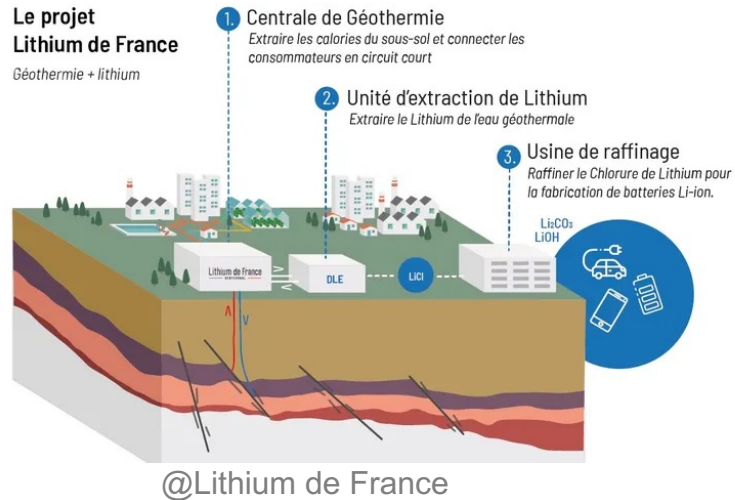 Le projet
Lithium de France
Géothermie + lithium
1. Centrale de Géothermie
Extraire les calories du sous-sol et connecter les
consommateurs en circuit court
2. Unité d'extraction de Lithium
Extraire le Lithium de l'eau géothermale
3. Usine de raffinage
Raffiner le Chlorure de Lithium pour
la fabrication de batteries Li-ion.
Li₂CO₃
LiOH
Lithium de France
DLE
LiCl
@Lithium de France